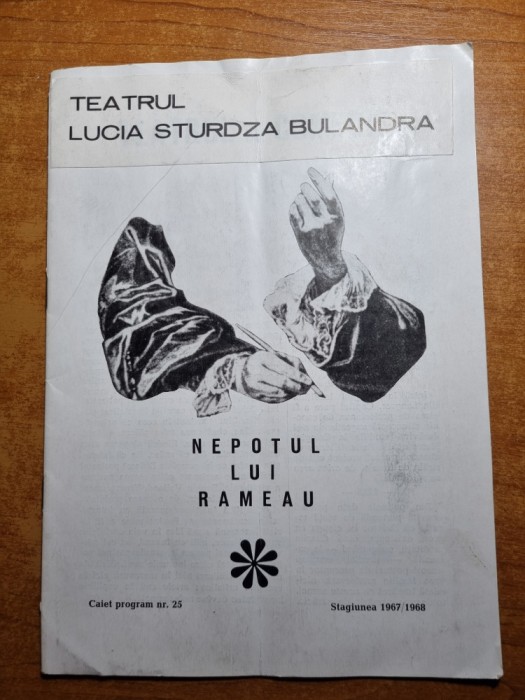 TEATRUL
LUCIA STURDZA BULANDRA
NEPOTUL
LUI
RAMEAU
Caiet program nr. 25
Stagiunea 1967/1968